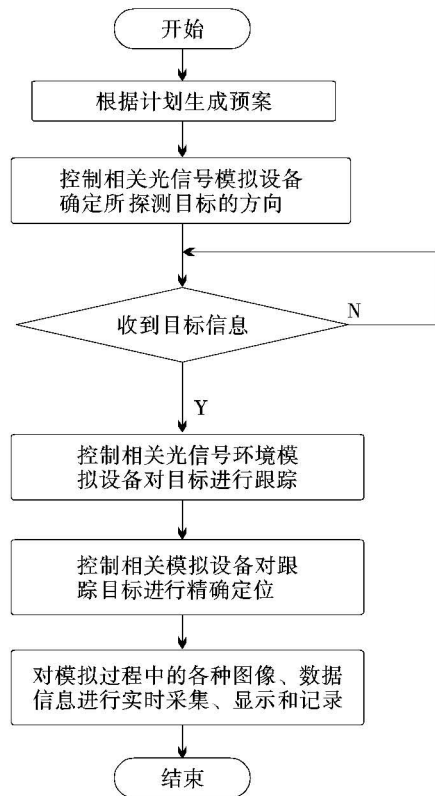 开始
根据计划生成预案
控制相关光信号模拟设备
确定所探测目标的方向
收到目标信息
N
Y
控制相关光信号环境模
拟设备对目标进行跟踪
控制相关模拟设备对跟
踪目标进行精确定位
对模拟过程中的各种图像、数据
信息进行实时采集、显示和记录
结束